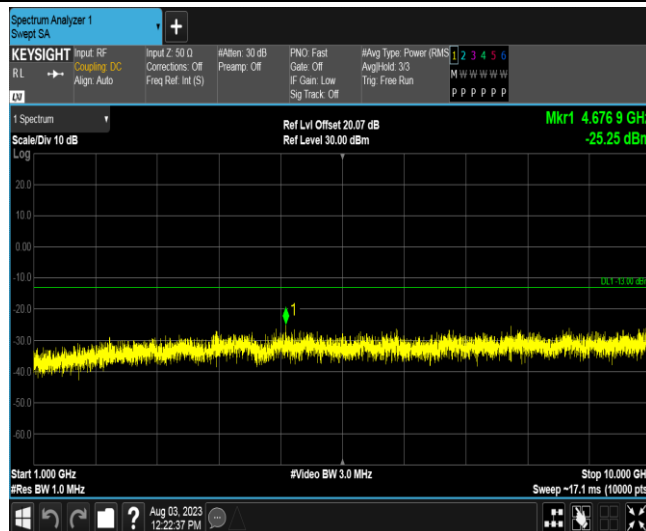 Spectrum Analyzer 1
Swept SA
+
KEYSIGHT
RL
LXI
Input: RF
Coupling: DC
Align: Auto
Input Z: 50 Ω
Corrections: Off
Freq Ref: Int (S)
#Atten: 30 dB
Preamp: Off
PNO: Fast
Gate: Off
IF Gain: Low
Sig Track: Off
#Avg Type: Power (RMS
Avg|Hold: 3/3
Trig: Free Run
1 2 3 4 5 6
M W W W W W
P P P P P P
1 Spectrum
Scale/Div 10 dB
Log
Ref Lvl Offset 20.07 dB
Ref Level 30.00 dBm
Mkr1 4.676 9 GHz
-25.25 dBm
20.0
10.0
0.00
-10.0
DL1 -13.00 dBm
-20.0
1
-30.0
-40.0
-50.0
-60.0
Start 1.000 GHz
#Res BW 1.0 MHz
#Video BW 3.0 MHz
Stop 10.000 GHz
Sweep ~17.1 ms (10000 pts
?
Aug 03, 2023
12:22:37 PM